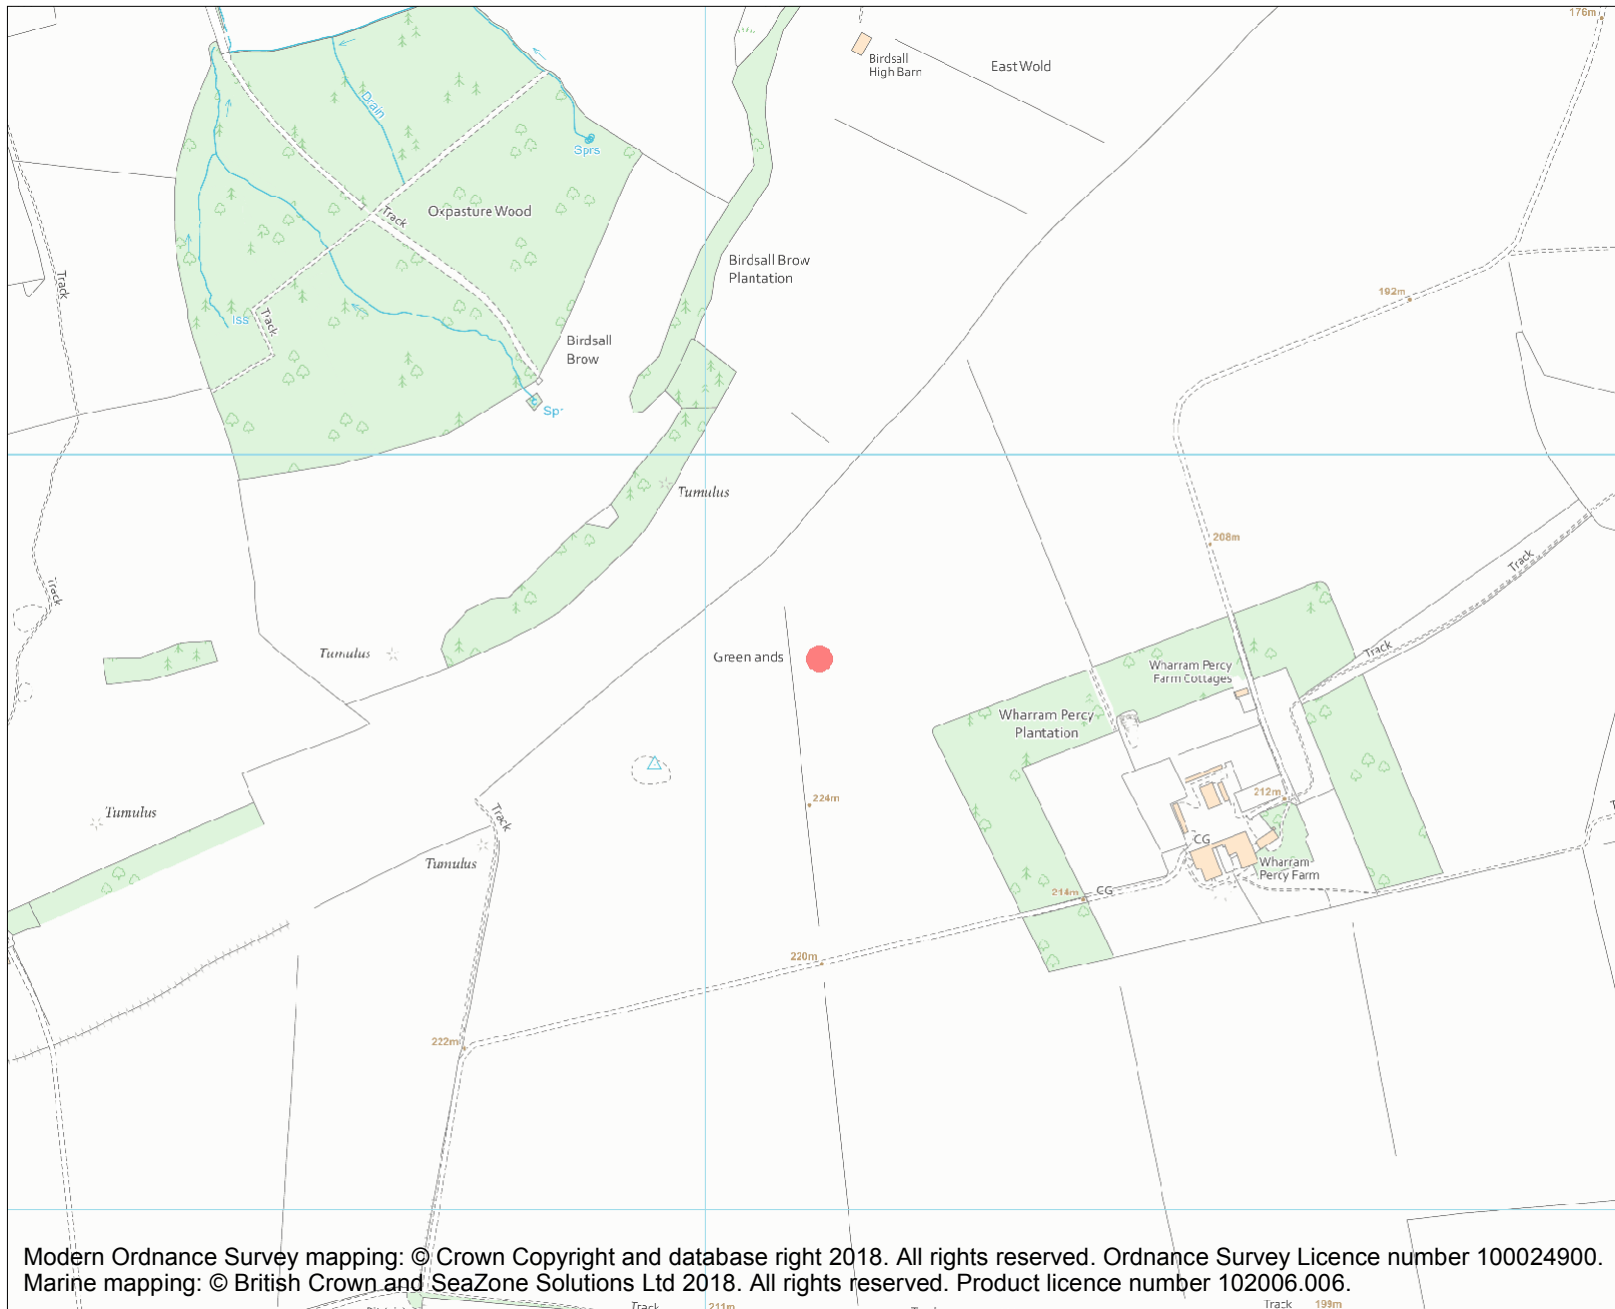 176m
Birdsall
High Barn
East Wold
Drain
Sprs
Track
Oxpasture Wood
Birdsall Brow
Plantation
Track
192m
Iss
Track
Birdsall
Brow
Spr
Tumulus
208m
Track
Track
Tumulus
Green ands
Track
Wharram Percy
Farm Cottages
Wharram Percy
Plantation
224m
212m
Tumulus
Track
CG
Tumulus
Wharram
Percy Farm
214m
CG
220m
222m
Modern Ordnance Survey mapping: © Crown Copyright and database right 2018. All rights reserved. Ordnance Survey Licence number 100024900.
Marine mapping: © British Crown and SeaZone Solutions Ltd 2018. All rights reserved. Product licence number 102006.006.
Track
211m
Track
199m